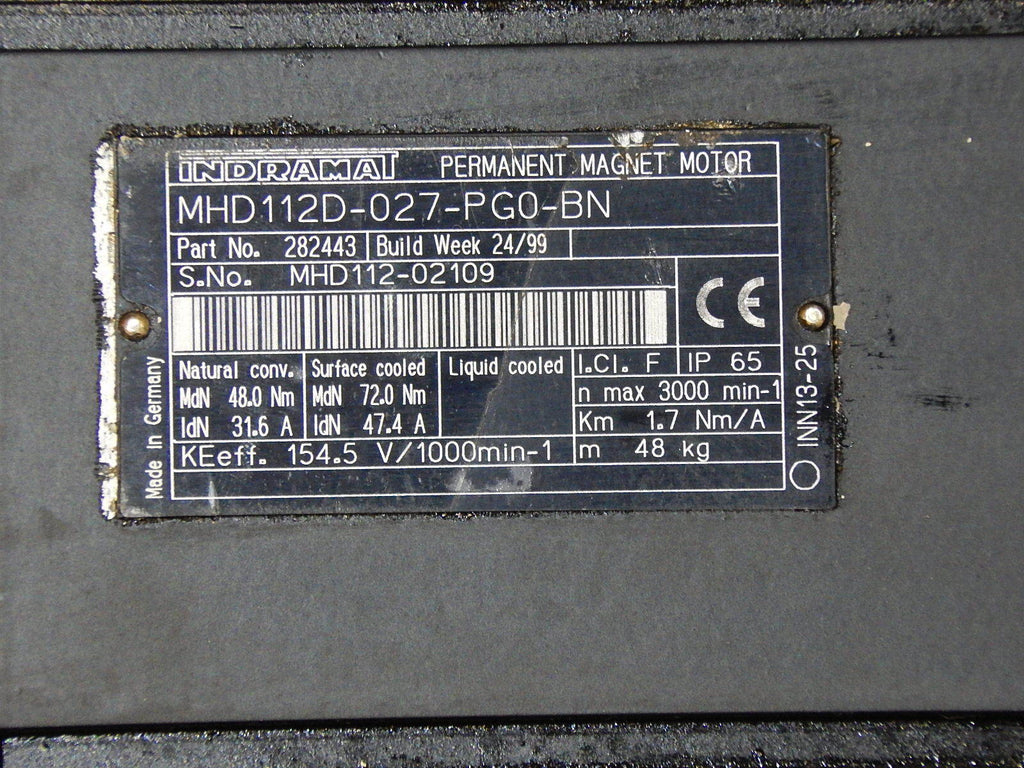 INDRAMAT PERMANENT MAGNET MOTOR
MHD112D-027-PG0-BN
Part No. 282443 Build Week 24/99
S.No. MHD112-02109
CE
Natural conv. Surface cooled Liquid cooled I.Cl. F IP 65
MdN 48.0 Nm MdN 72.0 Nm n max 3000 min-1
IdN 31.6 A IdN 47.4 A Km 1.7 Nm/A
KEeff. 154.5 V/1000min-1 m 48 kg
Made in Germany
INN13-25